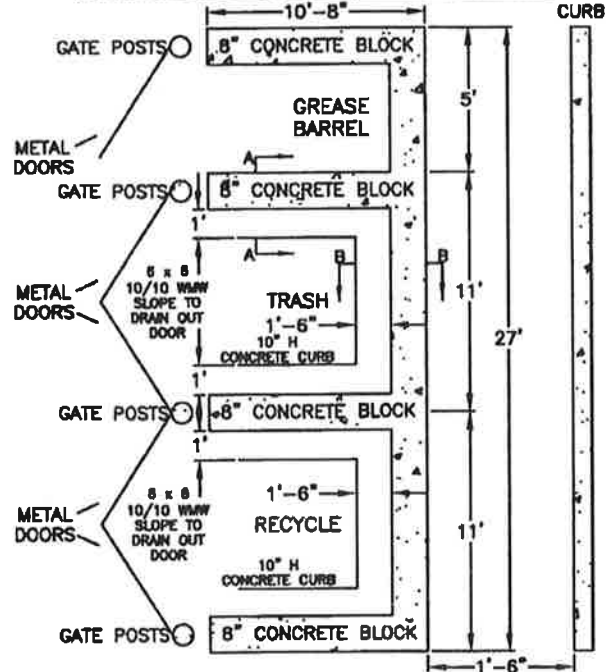 10'-8"
CURB
GATE POSTS
8" CONCRETE BLOCK
GREASE
BARREL
5'
METAL
DOORS
A
GATE POSTS
8" CONCRETE BLOCK
1'
A
B
B
6 x 6
10/10 WMW
SLOPE TO
DRAIN OUT
DOOR
METAL
DOORS
TRASH
1'-6"
10" H
CONCRETE CURB
11'
27'
1'
GATE POSTS
8" CONCRETE BLOCK
1'
6 x 6
10/10 WMW
SLOPE TO
DRAIN OUT
DOOR
METAL
DOORS
1'-6"
RECYCLE
11'
10" H
CONCRETE CURB
GATE POSTS
8" CONCRETE BLOCK
1'-6"